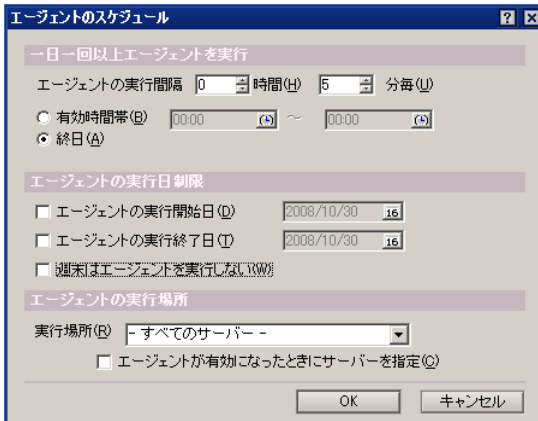 エージェントのスケジュール
一日一回以上エージェントを実行
エージェントの実行間隔 0 時間(H) 5 分毎(U)
有効時間帯(B) 00:00 ～ 00:00
終日(A)
エージェントの実行日制限
エージェントの実行開始日(D) 2008/10/30 16
エージェントの実行終了日(T) 2008/10/30 16
週末はエージェントを実行しない(W)
エージェントの実行場所
実行場所(R) - すべてのサーバー -
エージェントが有効になったときにサーバーを指定(C)
OK キャンセル